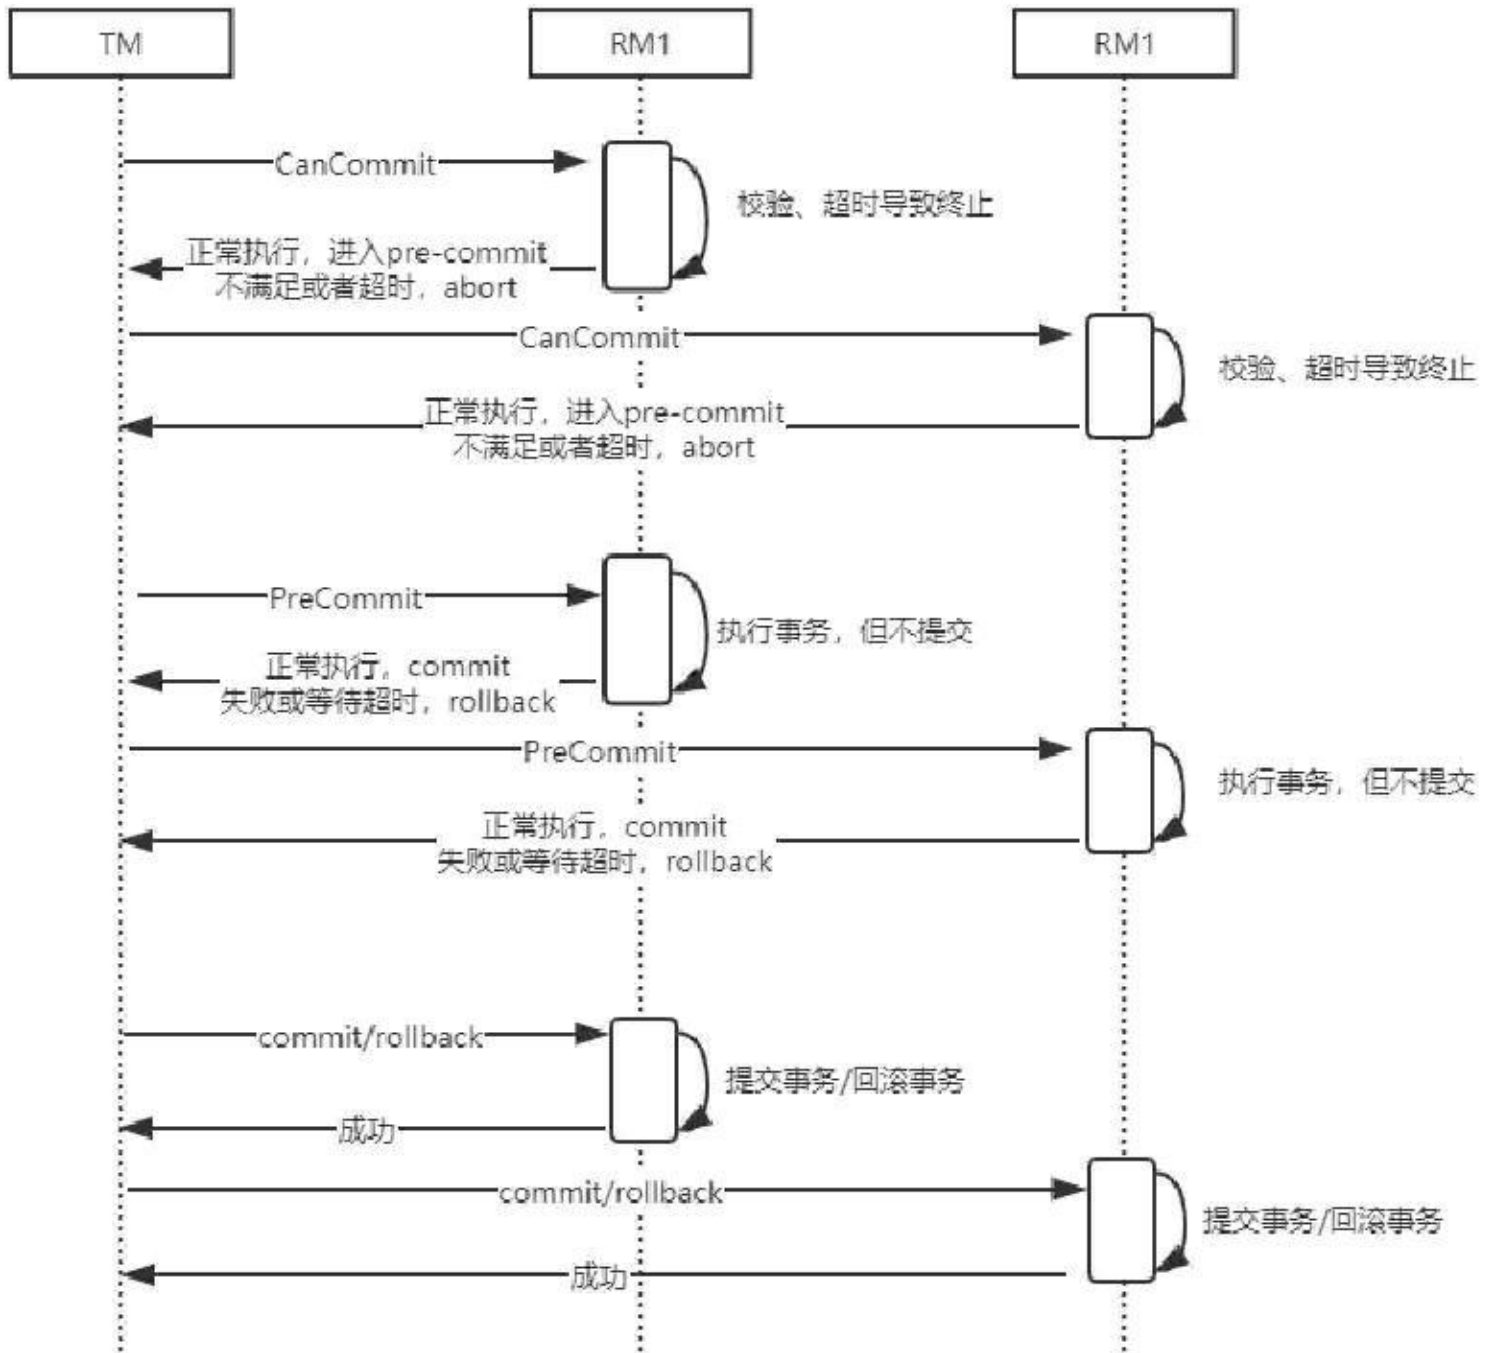 TM
RM1
RM1
CanCommit
校验、超时导致终止
正常执行，进入pre-commit
不满足或者超时，abort
CanCommit
校验、超时导致终止
正常执行，进入pre-commit
不满足或者超时，abort
PreCommit
执行事务，但不提交
正常执行，commit
失败或等待超时，rollback
PreCommit
执行事务，但不提交
正常执行，commit
失败或等待超时，rollback
commit/rollback
提交事务/回滚事务
成功
commit/rollback
提交事务/回滚事务
成功